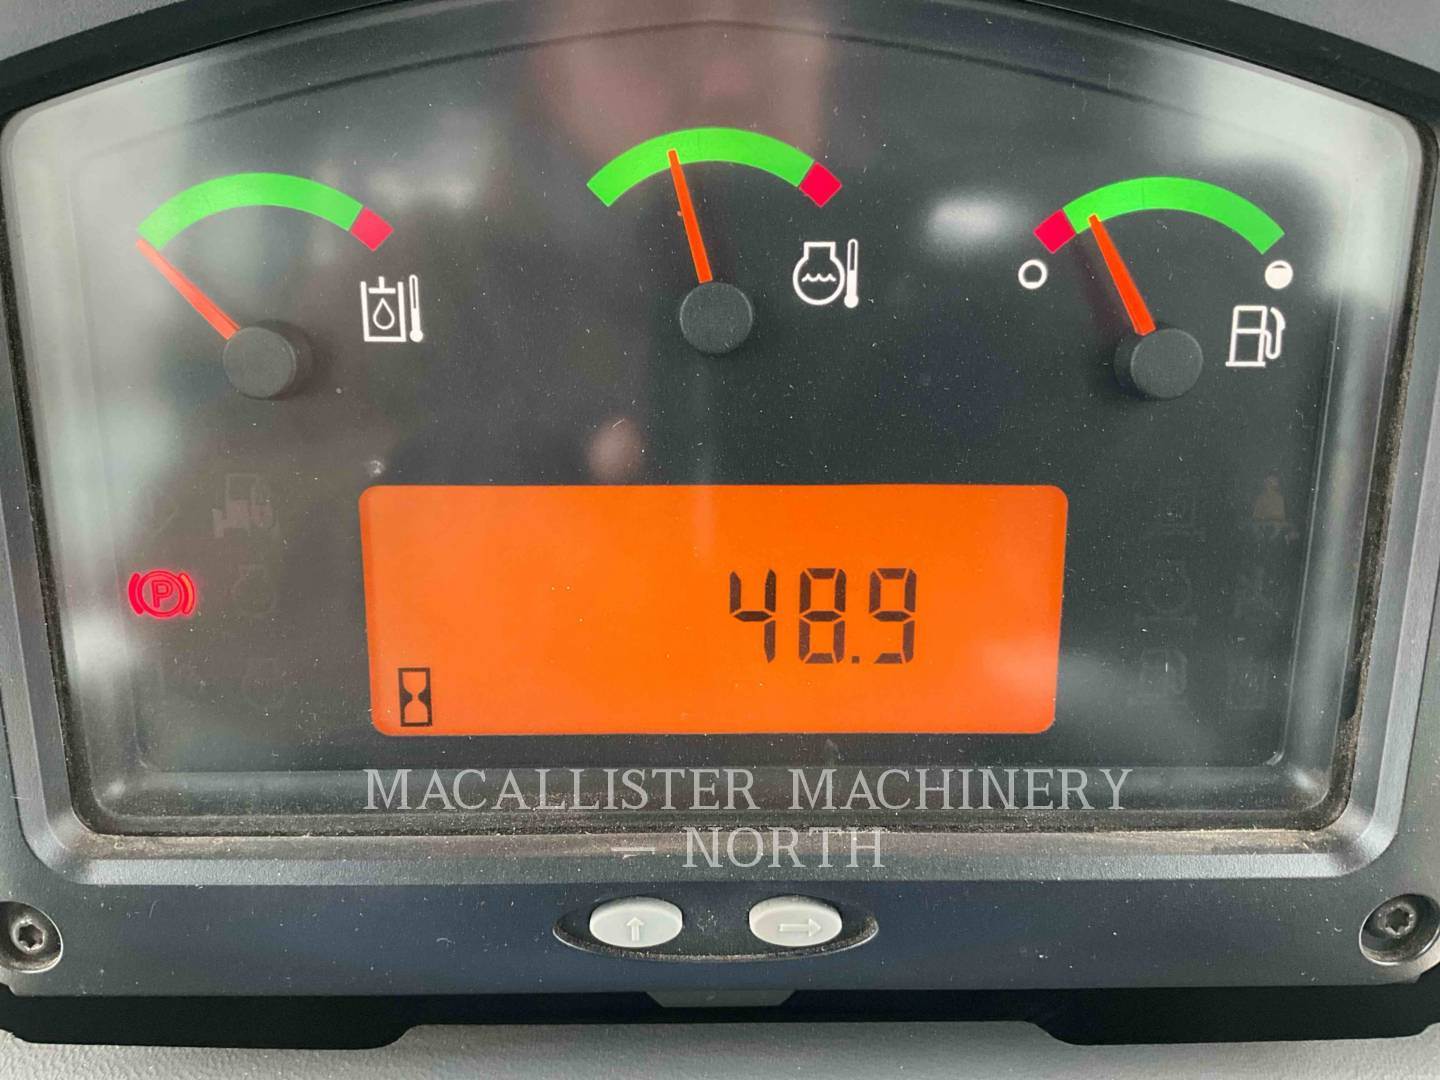 P
48.9
MACALLISTER MACHINERY
— NORTH